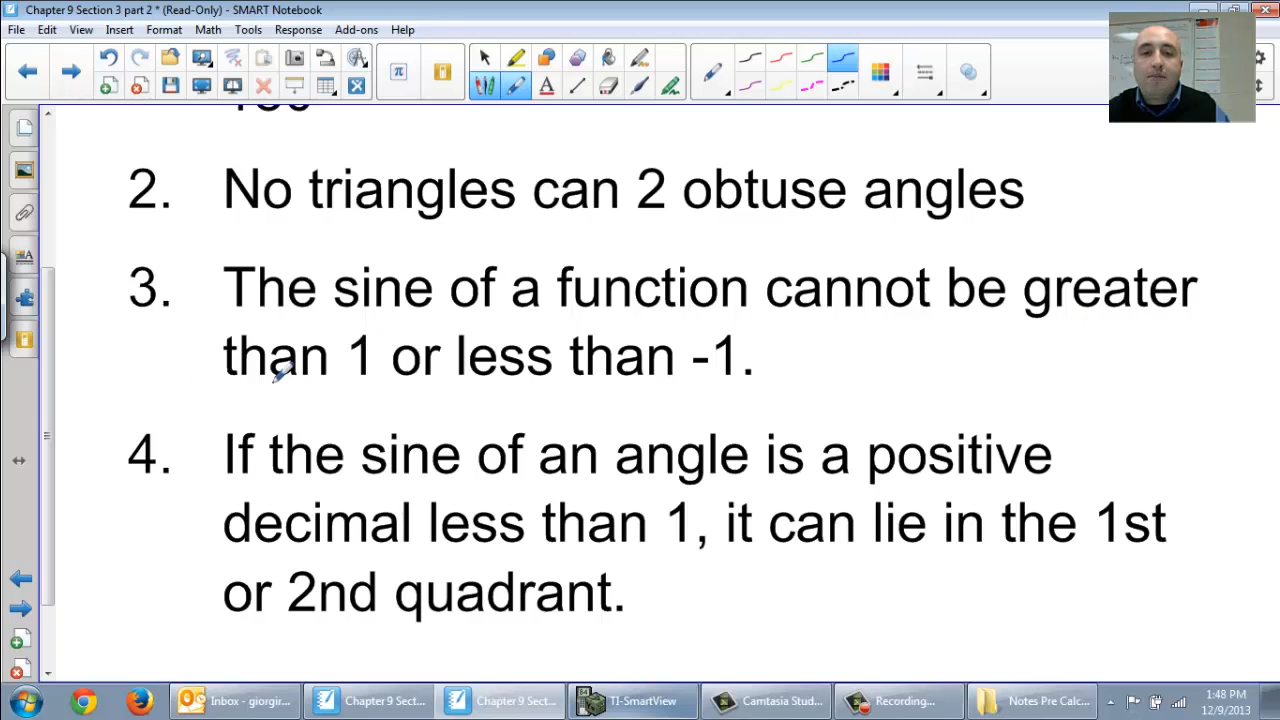 Chapter 9 Section 3 part 2 * (Read-Only) - SMART Notebook
File Edit View Insert Format Math Tools Response Add-ons Help
2. No triangles can 2 obtuse angles
3. The sine of a function cannot be greater
than 1 or less than -1.
4. If the sine of an angle is a positive
decimal less than 1, it can lie in the 1st
or 2nd quadrant.
Inbox - giorgir... Chapter 9 Sect... Chapter 9 Sect... TI-SmartView Camtasia Stud... Recording... Notes Pre Calc... 1:48 PM
12/9/2013